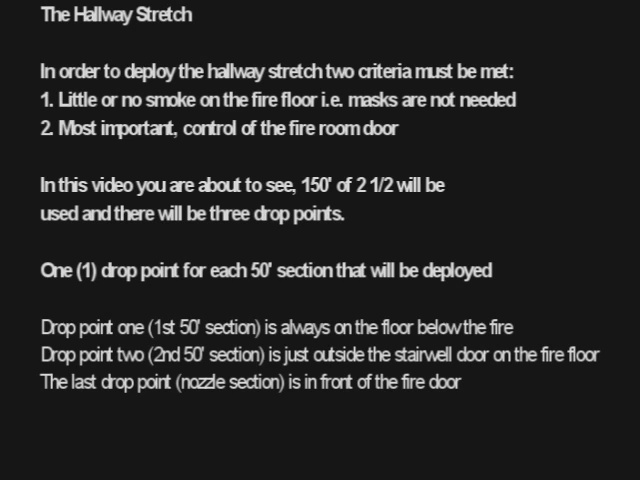 The Hallway Stretch
In order to deploy the hallway stretch two criteria must be met:
1. Little or no smoke on the fire floor i.e. masks are not needed
2. Most important, control of the fire room door
In this video you are about to see, 150' of 2 1/2 will be
used and there will be three drop points.
One (1) drop point for each 50' section that will be deployed
Drop point one (1st 50' section) is always on the floor below the fire
Drop point two (2nd 50' section) is just outside the stairwell door on the fire floor
The last drop point (nozzle section) is in front of the fire door